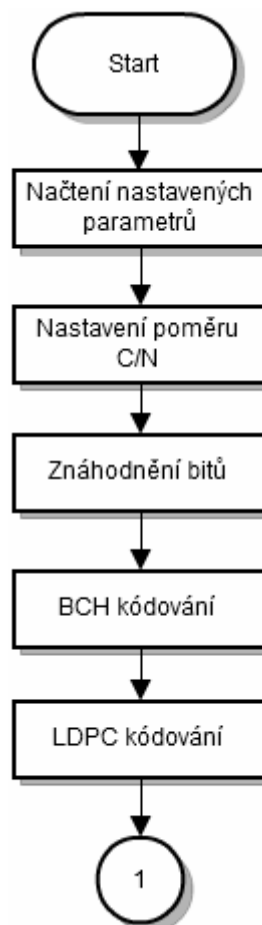 Start
Načtení nastavených
parametrů
Nastavení poměru
C/N
Znáhodnění bitů
BCH kódování
LDPC kódování
1